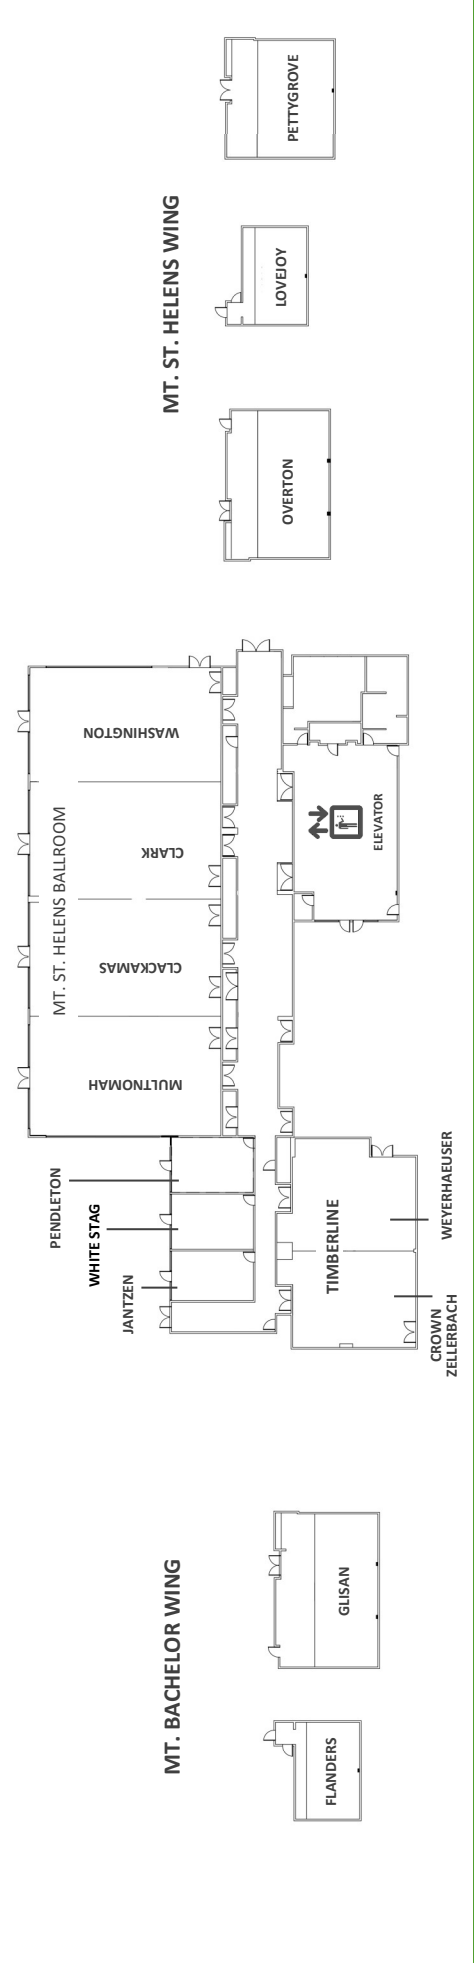 PETTYGROVE
MT. ST. HELENS WING
LOVEJOY
OVERTON
MT. ST. HELENS BALLROOM
WASHINGTON
CLARK
CLACKAMAS
MULTNOMAH
ELEVATOR
PENDLETON
WHITE STAG
JANTZEN
TIMBERLINE
WEYERHAEUSER
CROWN
ZELLERBACH
MT. BACHELOR WING
GLISAN
FLANDERS